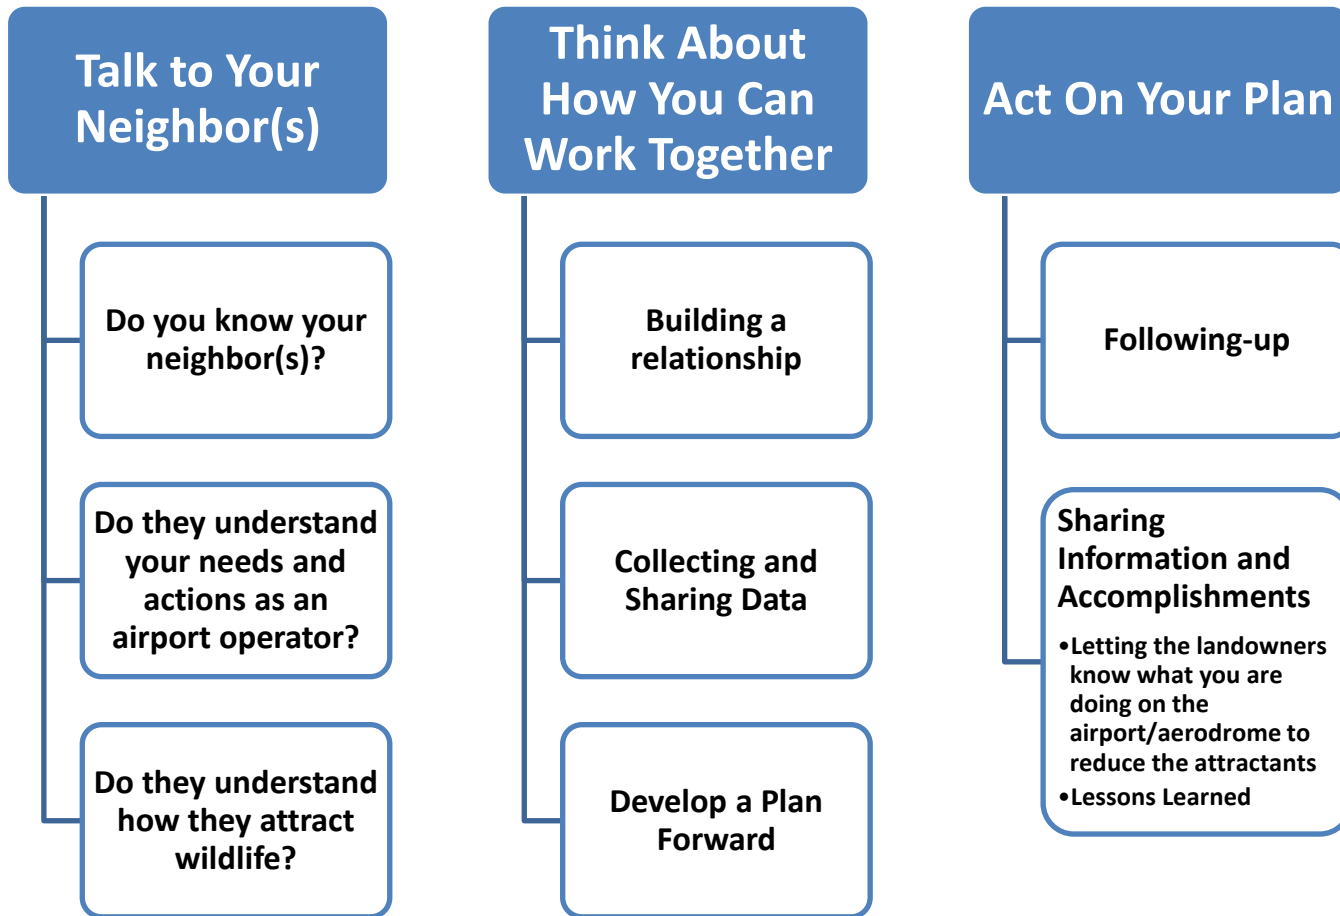 Talk to Your
Neighbor(s)
Do you know your
neighbor(s)?
Do they understand
your needs and
actions as an
airport operator?
Do they understand
how they attract
wildlife?
Think About
How You Can
Work Together
Building a
relationship
Collecting and
Sharing Data
Develop a Plan
Forward
Act On Your Plan
Following-up
Sharing
Information and
Accomplishments
•Letting the landowners
know what you are
doing on the
airport/aerodrome to
reduce the attractants
•Lessons Learned